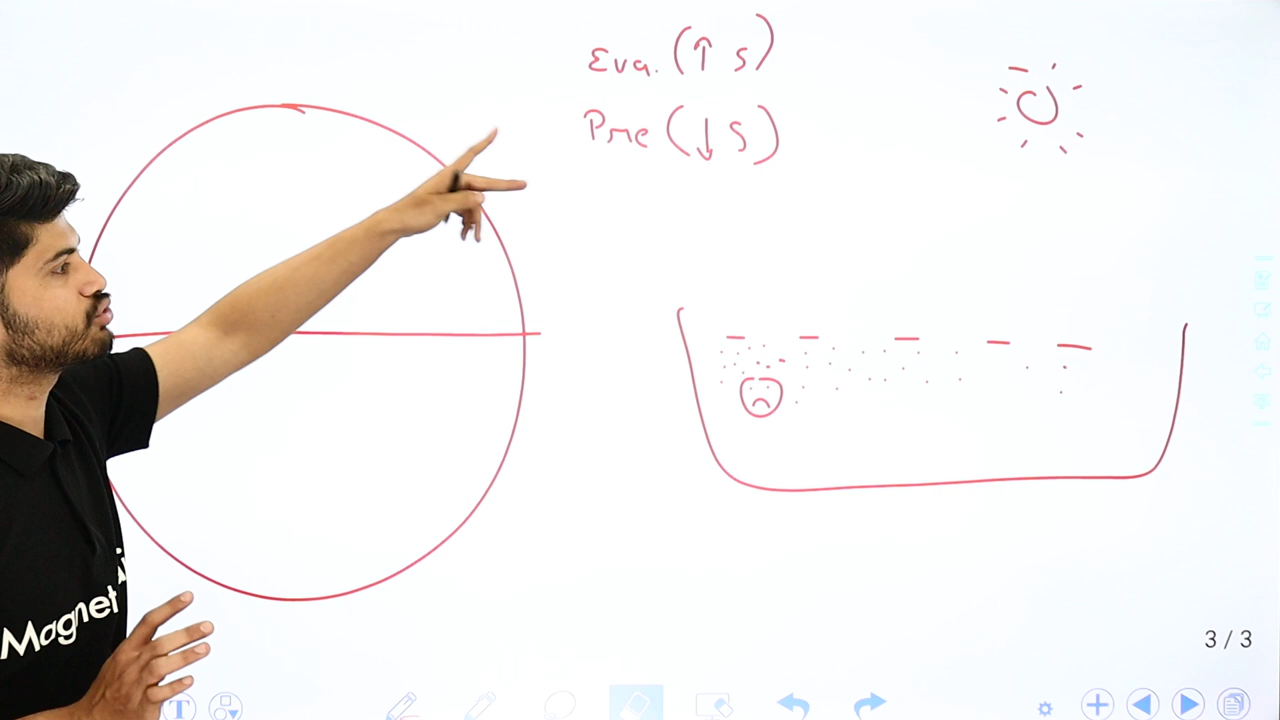 Eva. (↑ S)
Pre (↓ S)
Magnet
3 / 3
T